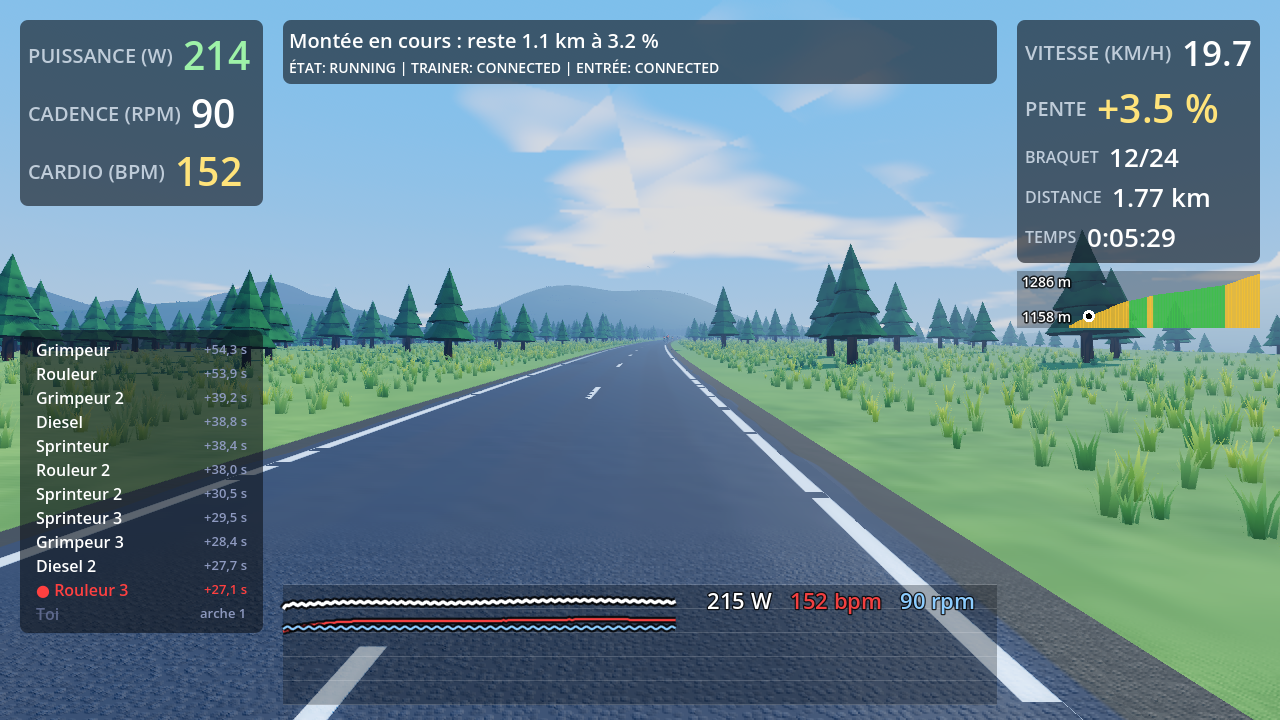 PUISSANCE (W) 214
CADENCE (RPM) 90
CARDIO (BPM) 152
Montée en cours : reste 1.1 km à 3.2 %
ÉTAT: RUNNING | TRAINER: CONNECTED | ENTRÉE: CONNECTED
VITESSE (KM/H) 19.7
PENTE +3.5 %
BRAQUET 12/24
DISTANCE 1.77 km
TEMPS 0:05:29
1286 m
1158 m
Grimpeur +54,3 s
Rouleur +53,9 s
Grimpeur 2 +39,2 s
Diesel +38,8 s
Sprinteur +38,4 s
Rouleur 2 +38,0 s
Sprinteur 2 +30,5 s
Sprinteur 3 +29,5 s
Grimpeur 3 +28,4 s
Diesel 2 +27,7 s
Rouleur 3 +27,1 s
Toi arche 1
215 W 152 bpm 90 rpm